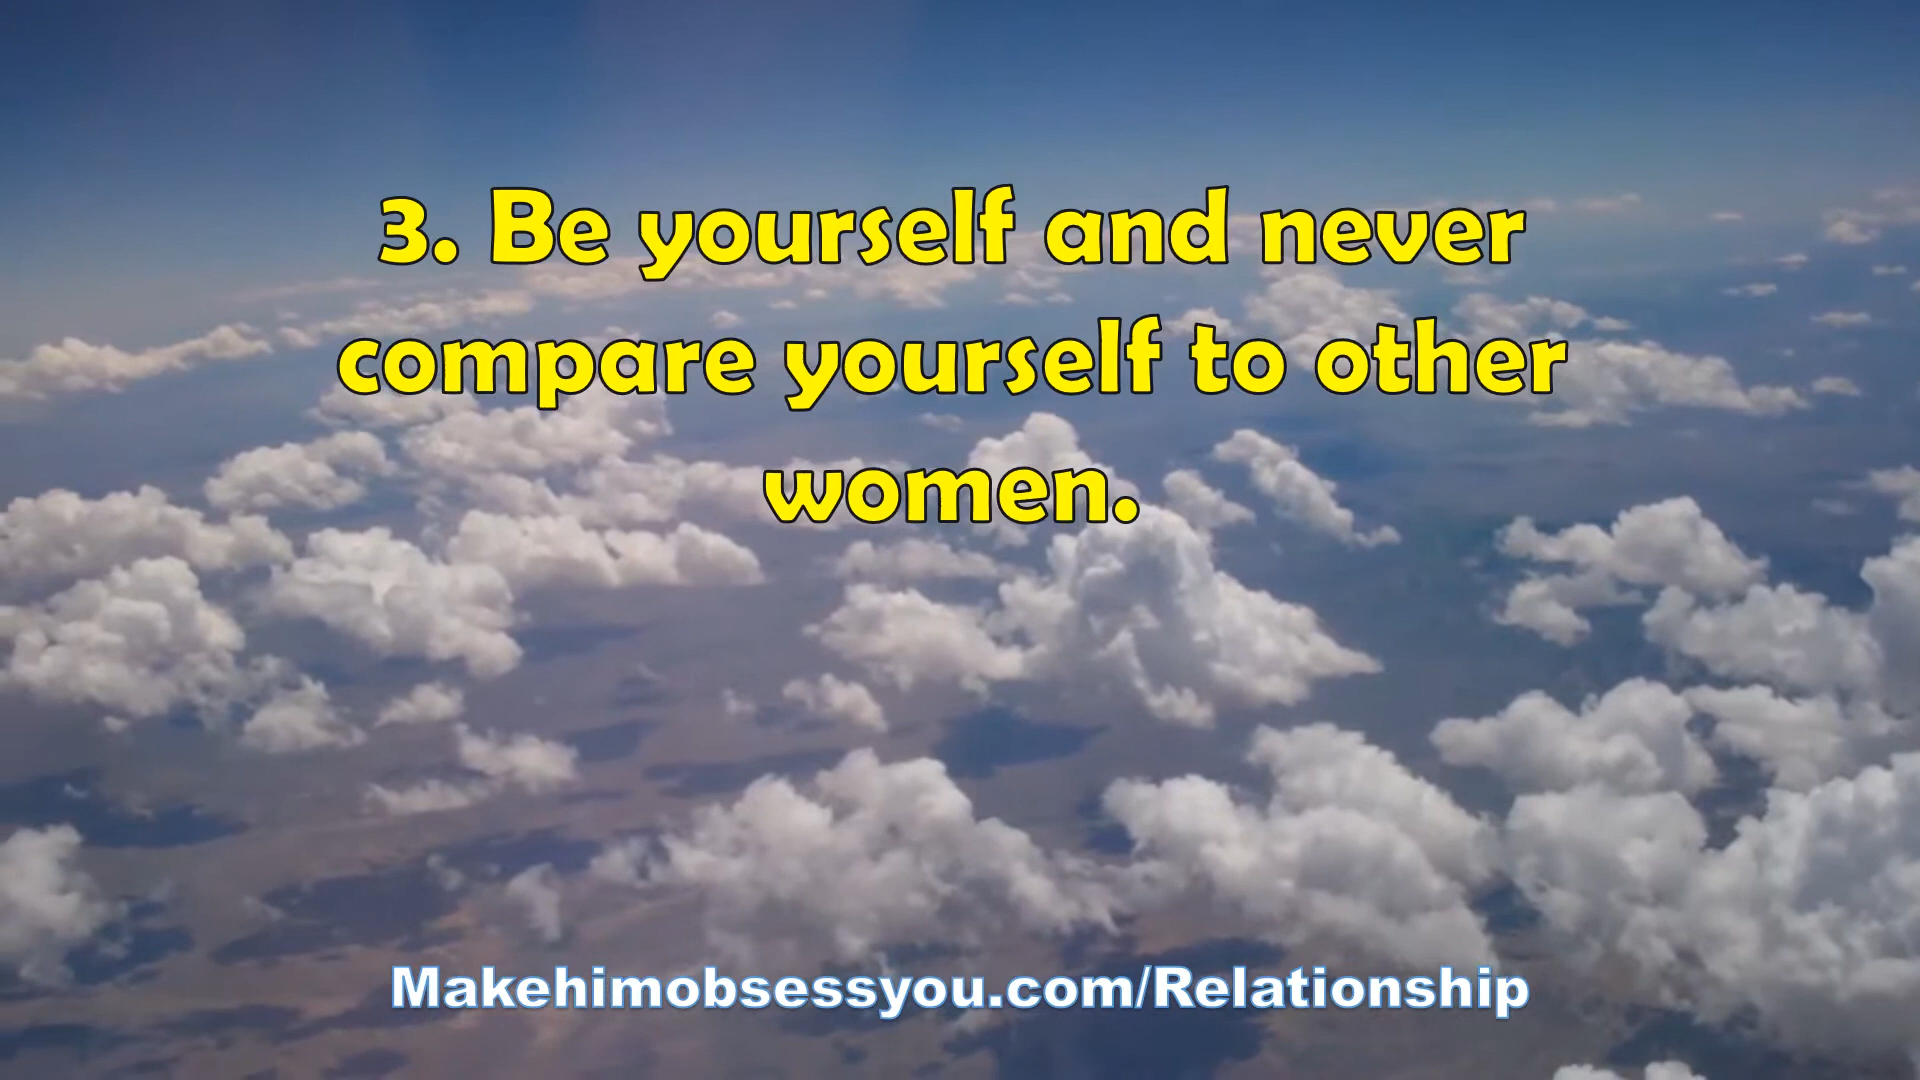 3. Be yourself and never
compare yourself to other
women.
Makehimobsessyou.com/Relationship